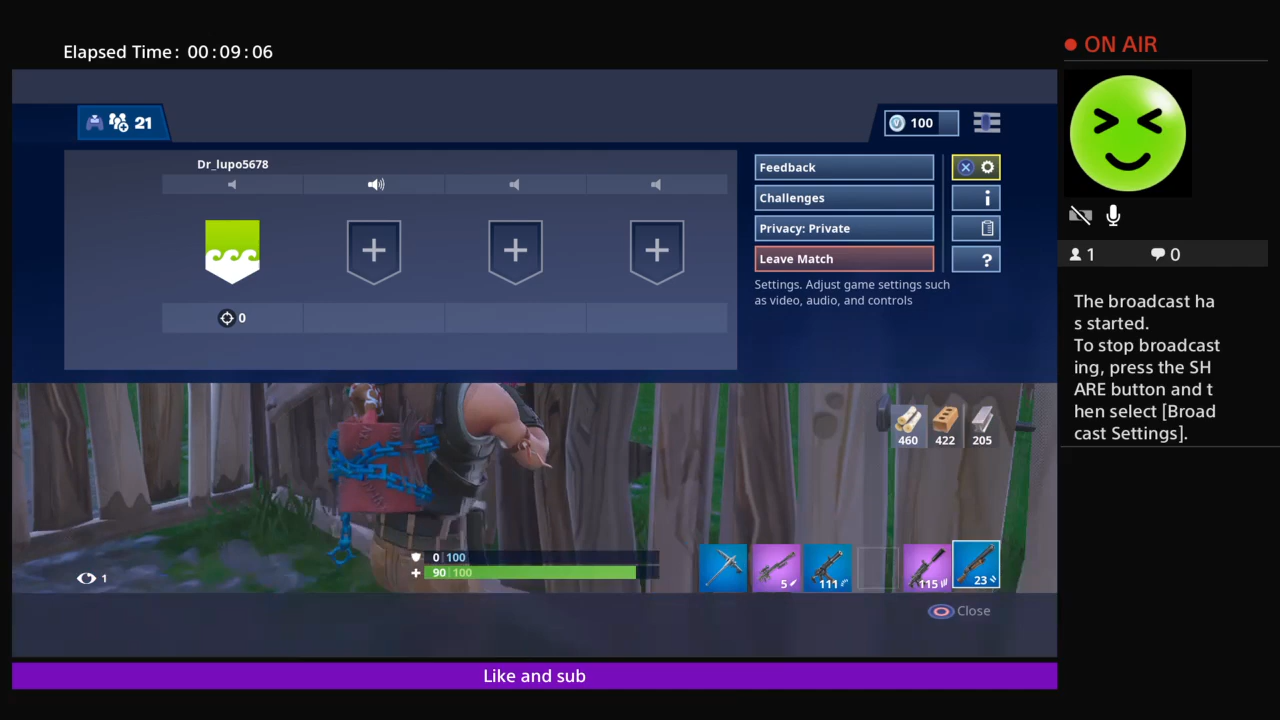 Elapsed Time: 00:09:06
ON AIR
21
100
Dr_lupo5678
Feedback
Challenges
Privacy: Private
Leave Match
i
?
Settings. Adjust game settings such
as video, audio, and controls
0
1
0
The broadcast ha
s started.
To stop broadcast
ing, press the SH
ARE button and t
hen select [Broad
cast Settings].
460 422 205
0 100
90 100
1
5 111 115 23
Close
Like and sub